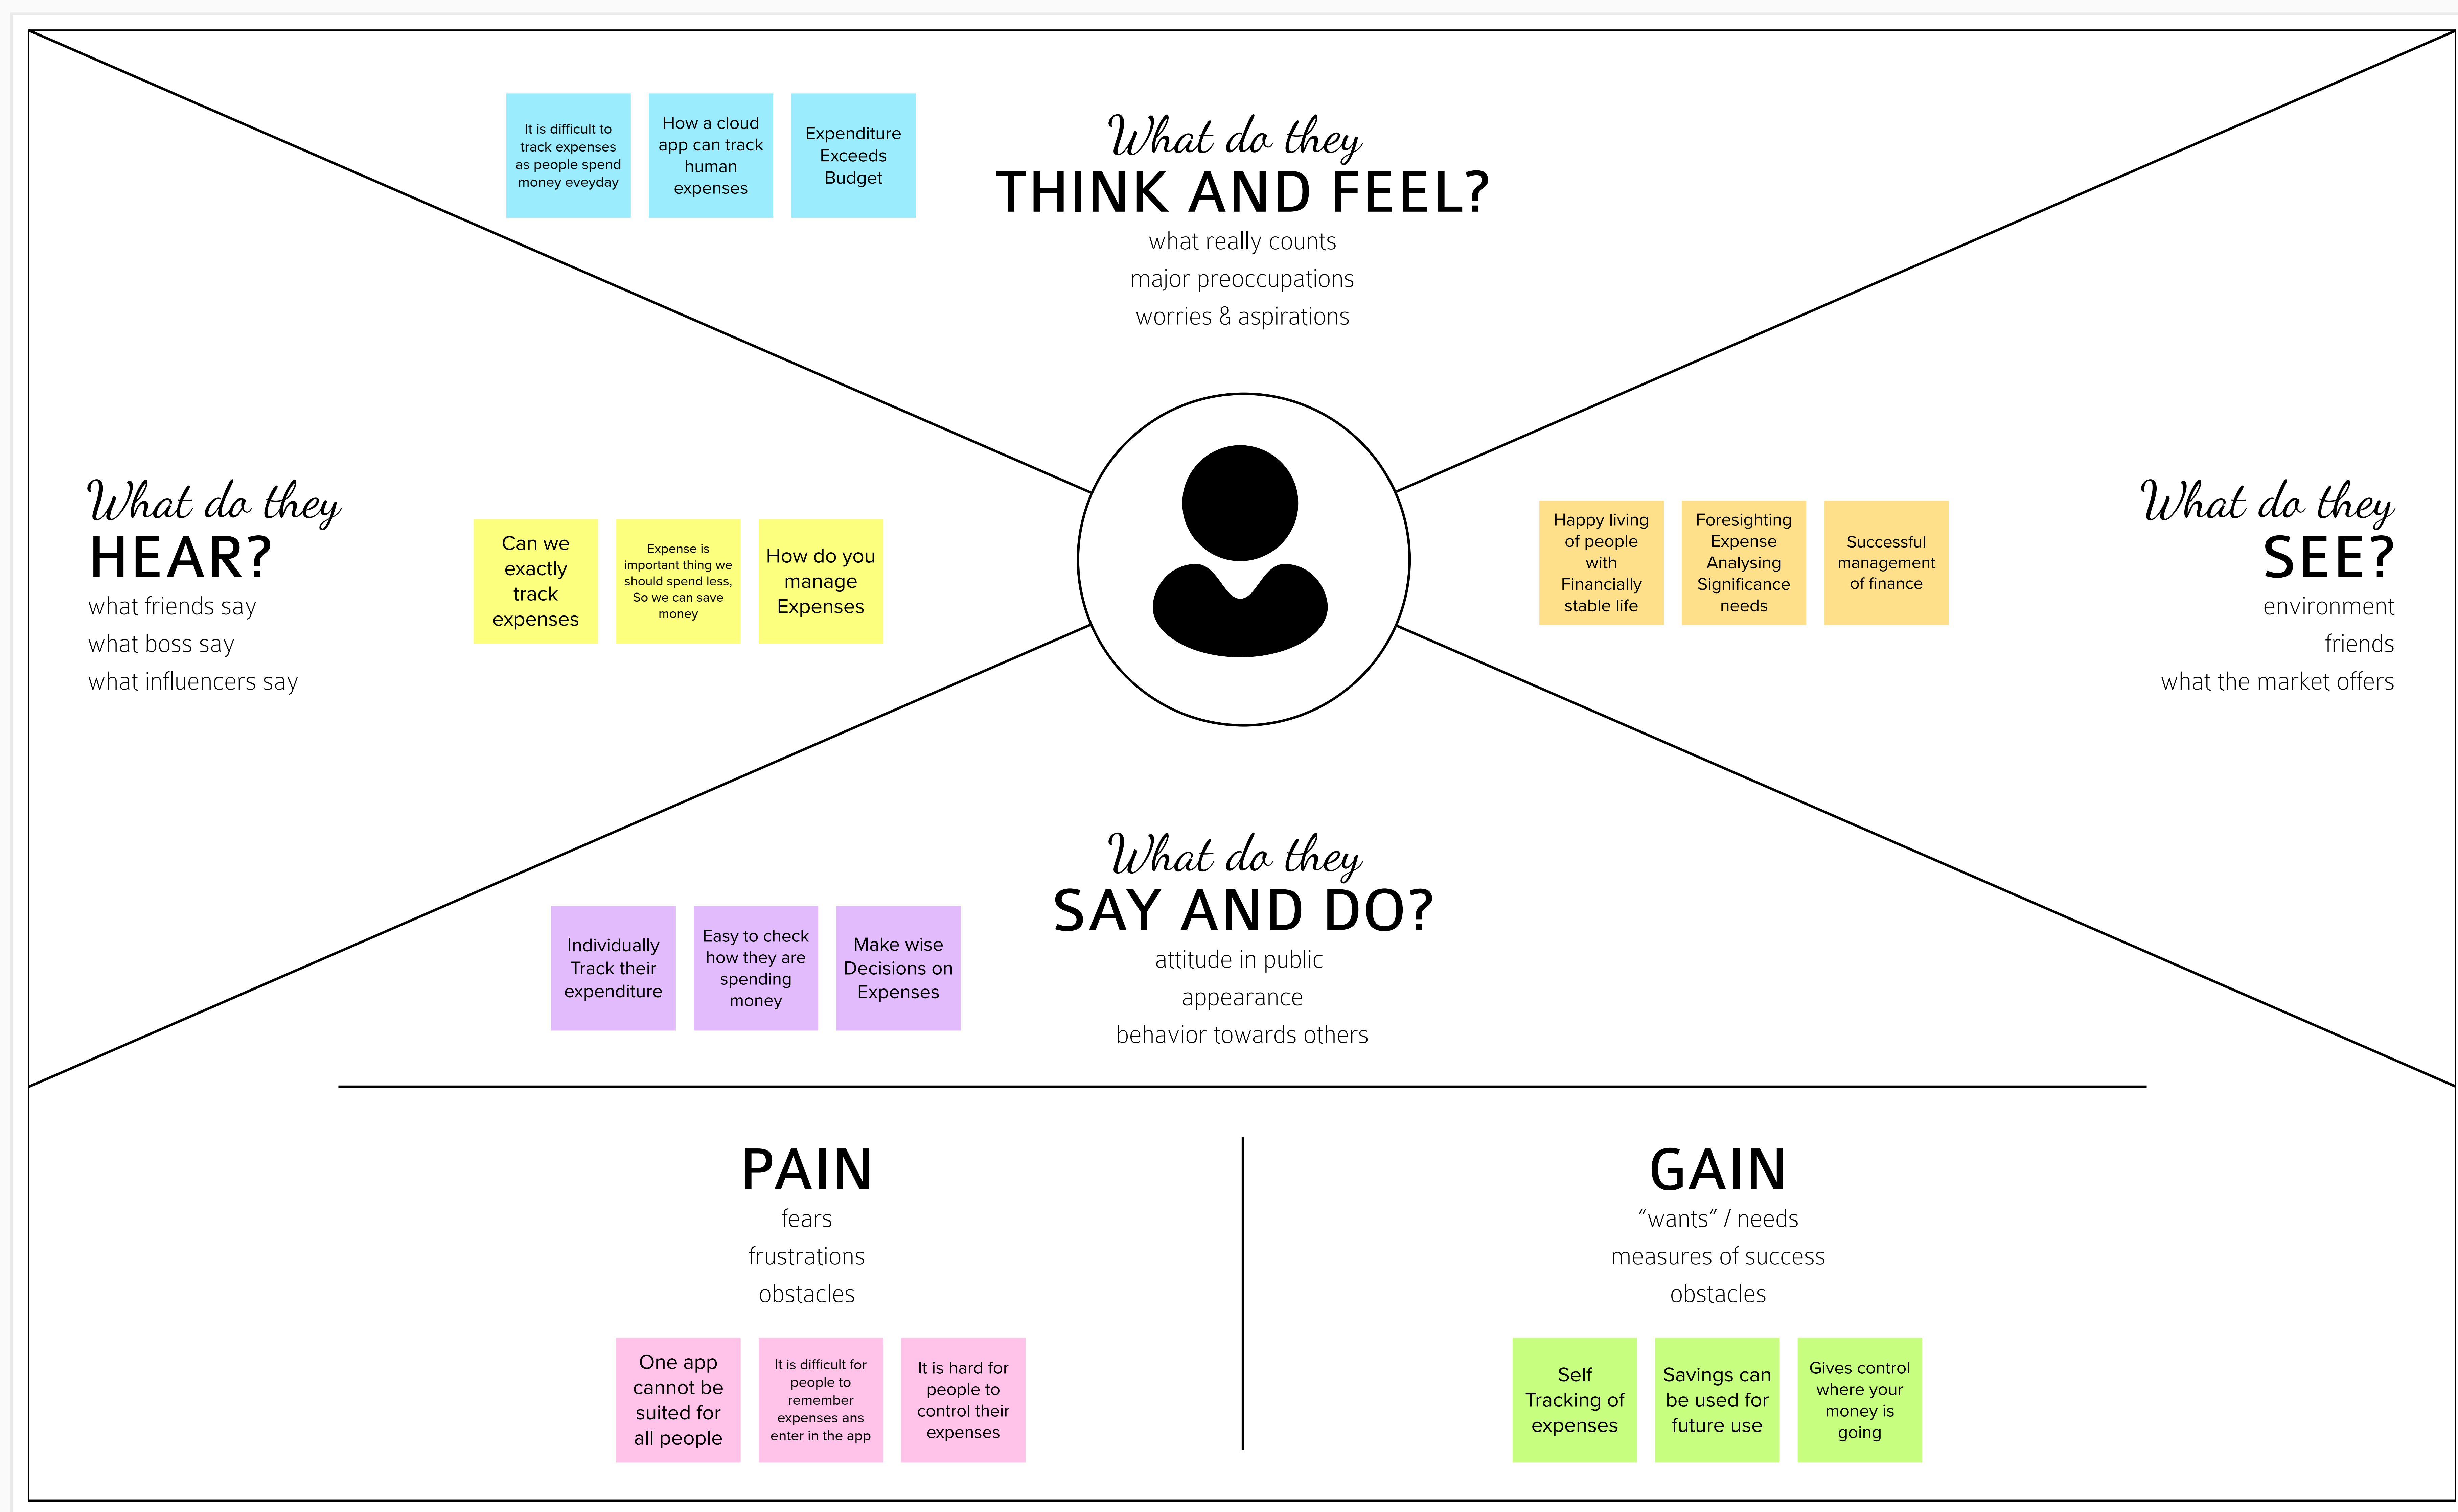 It is difficult to
track expenses
as people spend
money eveyday
How a cloud
app can track
human
expenses
Expenditure
Exceeds
Budget
What do they
THINK AND FEEL?
what really counts
major preoccupations
worries & aspirations
What do they
HEAR?
what friends say
what boss say
what influencers say
Can we
exactly
track
expenses
Expense is
important thing we
should spend less,
So we can save
money
How do you
manage
Expenses
Happy living
of people
with
Financially
stable life
Foresighting
Expense
Analysing
Significance
needs
Successful
management
of finance
What do they
SEE?
environment
friends
what the market offers
What do they
SAY AND DO?
attitude in public
appearance
behavior towards others
Individually
Track their
expenditure
Easy to check
how they are
spending
money
Make wise
Decisions on
Expenses
PAIN
fears
frustrations
obstacles
One app
cannot be
suited for
all people
It is difficult for
people to
remember
expenses ans
enter in the app
It is hard for
people to
control their
expenses
GAIN
“wants” / needs
measures of success
obstacles
Self
Tracking of
expenses
Savings can
be used for
future use
Gives control
where your
money is
going